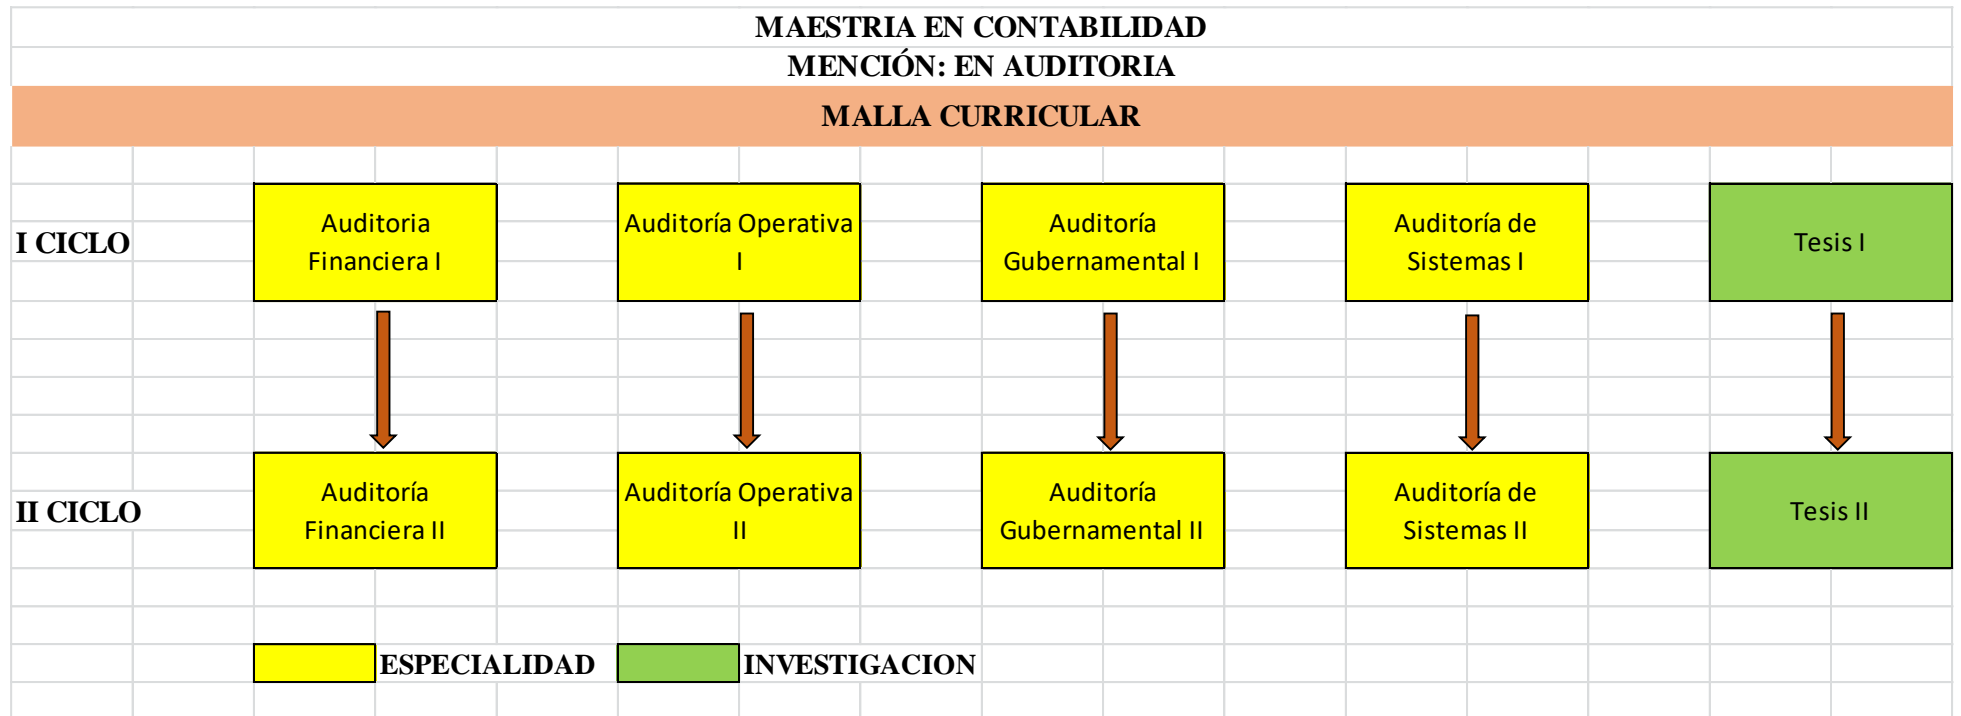 MAESTRIA EN CONTABILIDAD
MENCIÓN: EN AUDITORIA
MALLA CURRICULAR
I CICLO
Auditoria
Financiera I
Auditoría Operativa
I
Auditoría
Gubernamental I
Auditoría de
Sistemas I
Tesis I
II CICLO
Auditoría
Financiera II
Auditoría Operativa
II
Auditoría
Gubernamental II
Auditoría de
Sistemas II
Tesis II
ESPECIALIDAD
INVESTIGACION